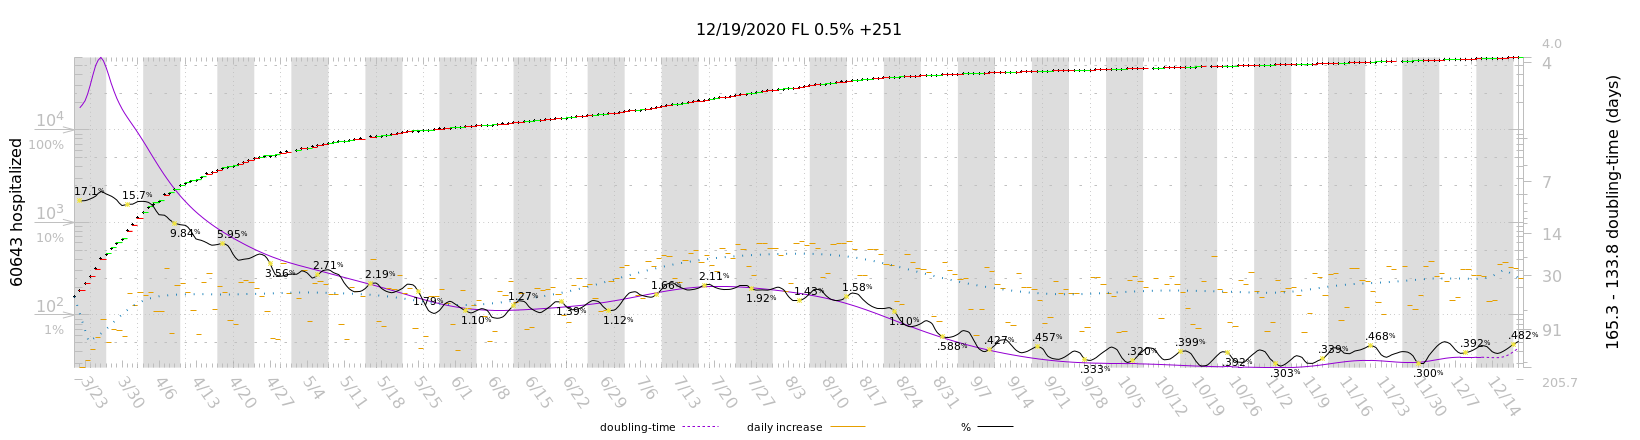 12/19/2020 FL 0.5% +251
60643 hospitalized
10⁴
100%
10³
10%
10²
1%
4.0
4
7
14
30
91
205.7
165.3 - 133.8 doubling-time (days)
17.1% 15.7% 9.84% 5.95% 3.56% 2.71% 2.19% 1.79% 1.10% 1.27% 1.39% 1.12% 1.66% 2.11% 1.92% 1.43% 1.58% 1.10% .588% .427% .457% .333% .320% .399% .392% .303% .339% .468% .300% .392% .482%
3/23 3/30 4/6 4/13 4/20 4/27 5/4 5/11 5/18 5/25 6/1 6/8 6/15 6/22 6/29 7/6 7/13 7/20 7/27 8/3 8/10 8/17 8/24 8/31 9/7 9/14 9/21 9/28 10/5 10/12 10/19 10/26 11/2 11/9 11/16 11/23 11/30 12/7 12/14
doubling-time daily increase %